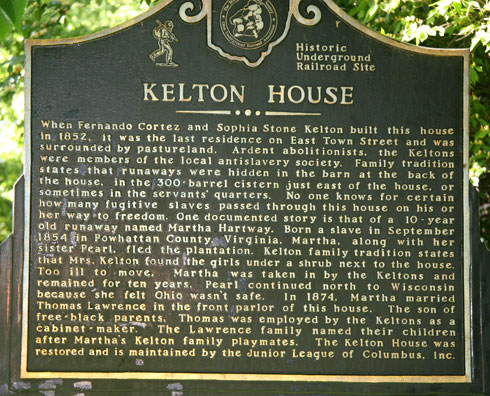 Historic
Underground
Railroad Site
KELTON HOUSE
When Fernando Cortez and Sophia Stone Kelton built this house
in 1852, it was the last residence on East Town Street and was
surrounded by pastureland. Ardent abolitionists, the Keltons
were members of the local antislavery society. Family tradition
states that runaways were hidden in the barn at the back of
the house, in the 300-barrel cistern just east of the house, or
sometimes in the servants' quarters. No one knows for certain
how many fugitive slaves passed through this house on his or
her way to freedom. One documented story is that of a 10-year
old runaway named Martha Hartway. Born a slave in September
1854 in Powhattan County, Virginia, Martha, along with her
sister Pearl, fled the plantation. Kelton family tradition states
that Mrs. Kelton found the girls under a shrub next to the house.
Too ill to move, Martha was taken in by the Keltons and
remained for ten years. Pearl continued north to Wisconsin
because she felt Ohio wasn't safe. In 1874, Martha married
Thomas Lawrence in the front parlor of this house. The son of
free-black parents, Thomas was employed by the Keltons as a
cabinet-maker. The Lawrence family named their children
after Martha's Kelton family playmates. The Kelton House was
restored and is maintained by the Junior League of Columbus, Inc.